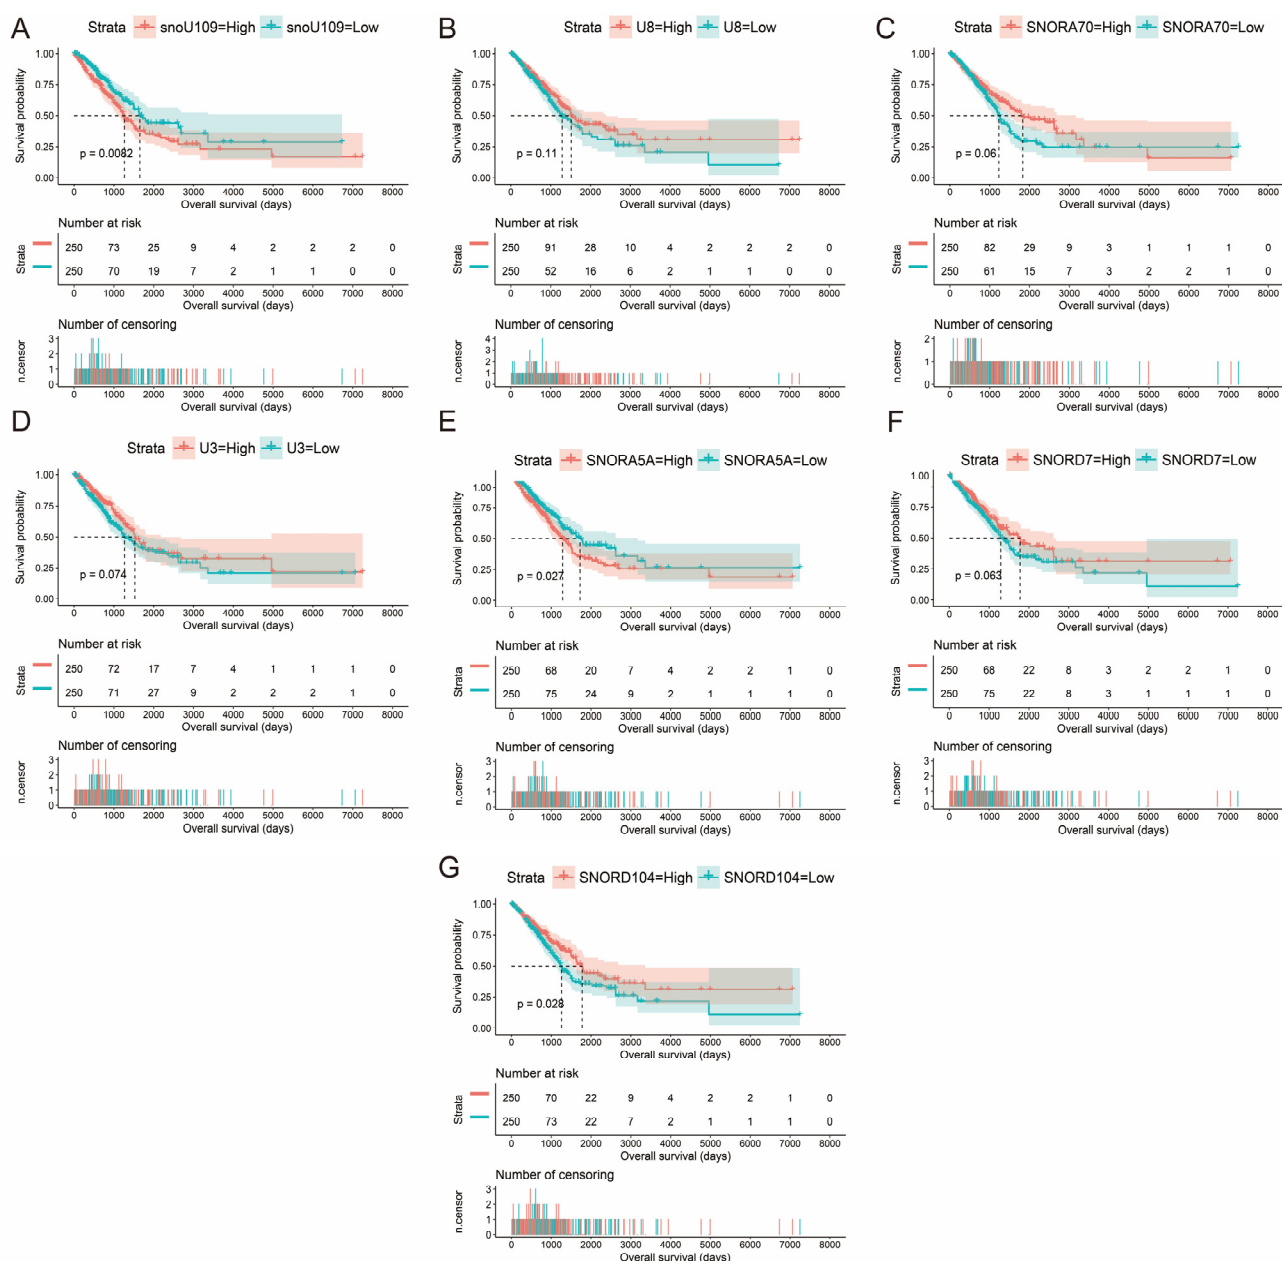 A
Strata snoU109=High snoU109=Low
Survival probability
1.00
0.75
0.50
0.25
0.00
p = 0.0082
0 1000 2000 3000 4000 5000 6000 7000 8000
Overall survival (days)
Number at risk
Strata
250 73 25 9 4 2 2 2 0
250 70 19 7 2 1 1 0 0
0 1000 2000 3000 4000 5000 6000 7000 8000
Overall survival (days)
Number of censoring
n.censor
3
2
1
0
0 1000 2000 3000 4000 5000 6000 7000 8000
Overall survival (days)
B
Strata U8=High U8=Low
Survival probability
1.00
0.75
0.50
0.25
0.00
p = 0.11
0 1000 2000 3000 4000 5000 6000 7000 8000
Overall survival (days)
Number at risk
Strata
250 91 28 10 4 2 2 2 0
250 52 16 6 2 1 1 0 0
0 1000 2000 3000 4000 5000 6000 7000 8000
Overall survival (days)
Number of censoring
n.censor
4
3
2
1
0
0 1000 2000 3000 4000 5000 6000 7000 8000
Overall survival (days)
C
Strata SNORA70=High SNORA70=Low
Survival probability
1.00
0.75
0.50
0.25
0.00
p = 0.06
0 1000 2000 3000 4000 5000 6000 7000 8000
Overall survival (days)
Number at risk
Strata
250 82 29 9 3 1 1 1 0
250 61 15 7 3 2 2 1 0
0 1000 2000 3000 4000 5000 6000 7000 8000
Overall survival (days)
Number of censoring
n.censor
2
1
0
0 1000 2000 3000 4000 5000 6000 7000 8000
Overall survival (days)
D
Strata U3=High U3=Low
Survival probability
1.00
0.75
0.50
0.25
0.00
p = 0.074
0 1000 2000 3000 4000 5000 6000 7000 8000
Overall survival (days)
Number at risk
Strata
250 72 17 7 4 1 1 1 0
250 71 27 9 2 2 2 1 0
0 1000 2000 3000 4000 5000 6000 7000 8000
Overall survival (days)
Number of censoring
n.censor
3
2
1
0
0 1000 2000 3000 4000 5000 6000 7000 8000
Overall survival (days)
E
Strata SNORA5A=High SNORA5A=Low
Survival probability
1.00
0.75
0.50
0.25
0.00
p = 0.027
0 1000 2000 3000 4000 5000 6000 7000 8000
Overall survival (days)
Number at risk
Strata
250 68 20 7 4 2 2 1 0
250 75 24 9 2 1 1 1 0
0 1000 2000 3000 4000 5000 6000 7000 8000
Overall survival (days)
Number of censoring
n.censor
3
2
1
0
0 1000 2000 3000 4000 5000 6000 7000 8000
Overall survival (days)
F
Strata SNORD7=High SNORD7=Low
Survival probability
1.00
0.75
0.50
0.25
0.00
p = 0.063
0 1000 2000 3000 4000 5000 6000 7000 8000
Overall survival (days)
Number at risk
Strata
250 68 22 8 3 2 2 1 0
250 75 22 8 3 1 1 1 0
0 1000 2000 3000 4000 5000 6000 7000 8000
Overall survival (days)
Number of censoring
n.censor
3
2
1
0
0 1000 2000 3000 4000 5000 6000 7000 8000
Overall survival (days)
G
Strata SNORD104=High SNORD104=Low
Survival probability
1.00
0.75
0.50
0.25
0.00
p = 0.028
0 1000 2000 3000 4000 5000 6000 7000 8000
Overall survival (days)
Number at risk
Strata
250 70 22 9 4 2 2 1 0
250 73 22 7 2 1 1 1 0
0 1000 2000 3000 4000 5000 6000 7000 8000
Overall survival (days)
Number of censoring
n.censor
3
2
1
0
0 1000 2000 3000 4000 5000 6000 7000 8000
Overall survival (days)